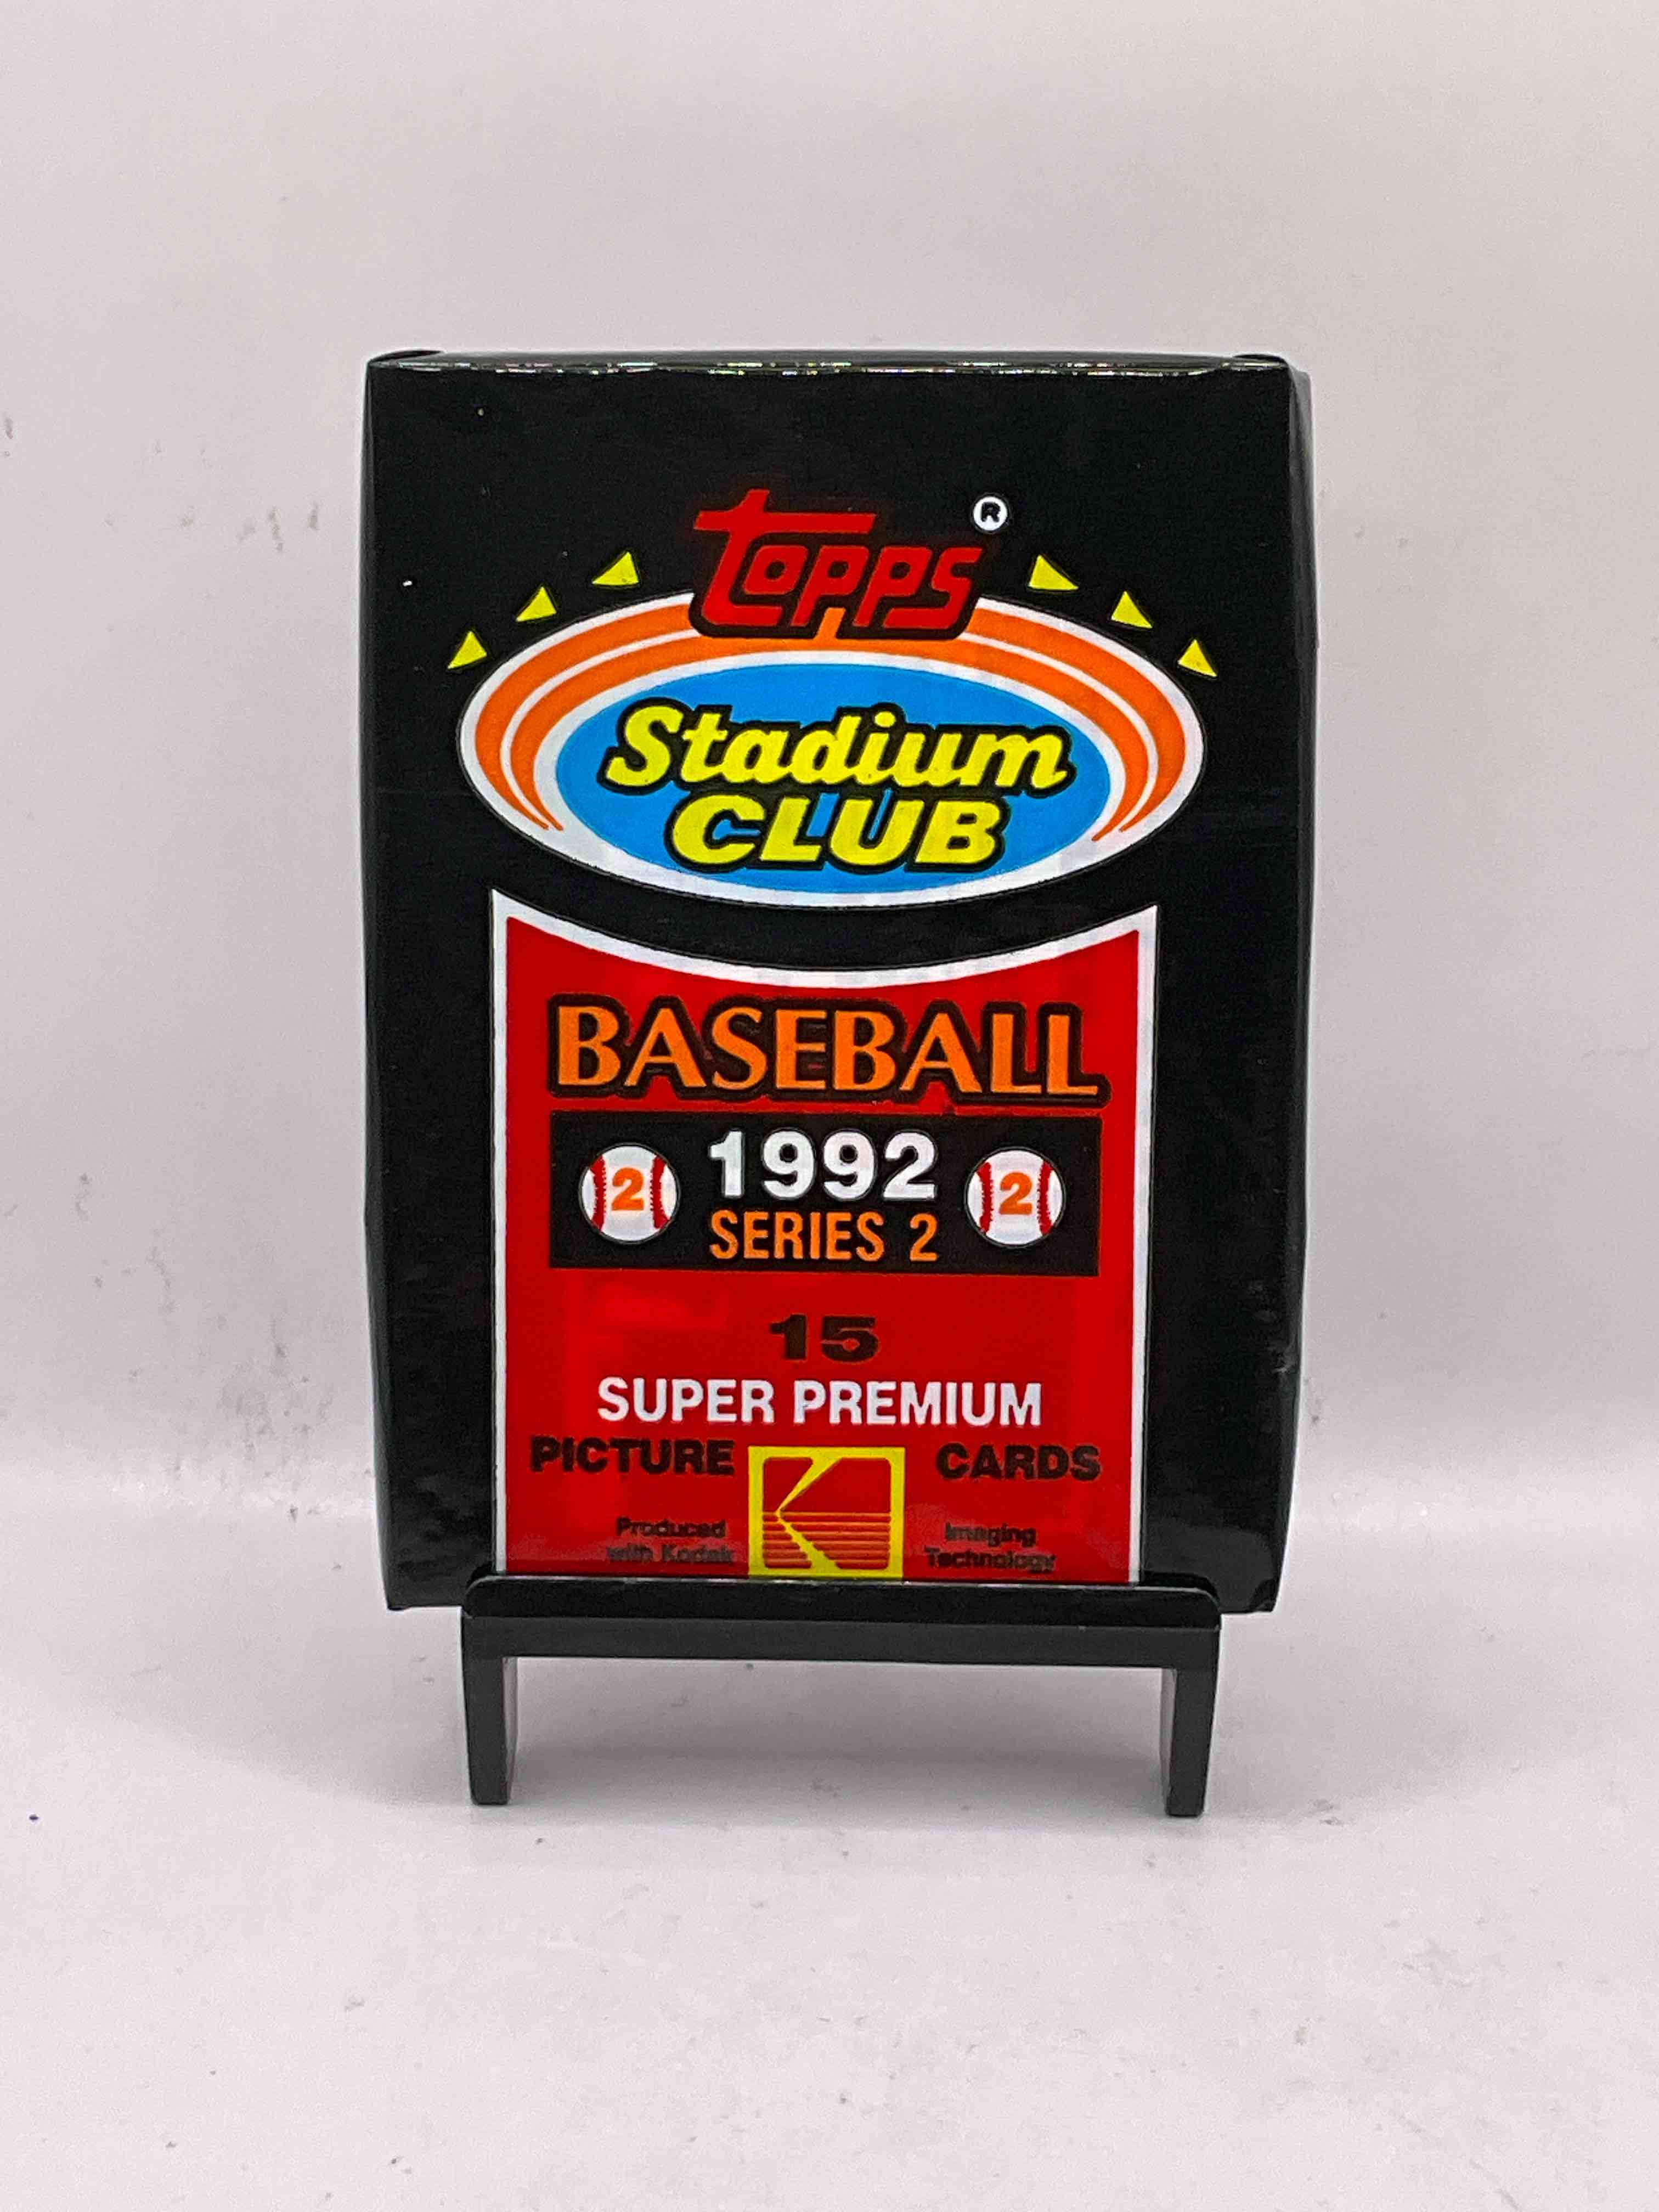 Topps ®
Stadium
CLUB
BASEBALL
2 1992 2
SERIES 2
15
SUPER PREMIUM
PICTURE CARDS
Produced Imaging
with Kodak Technology